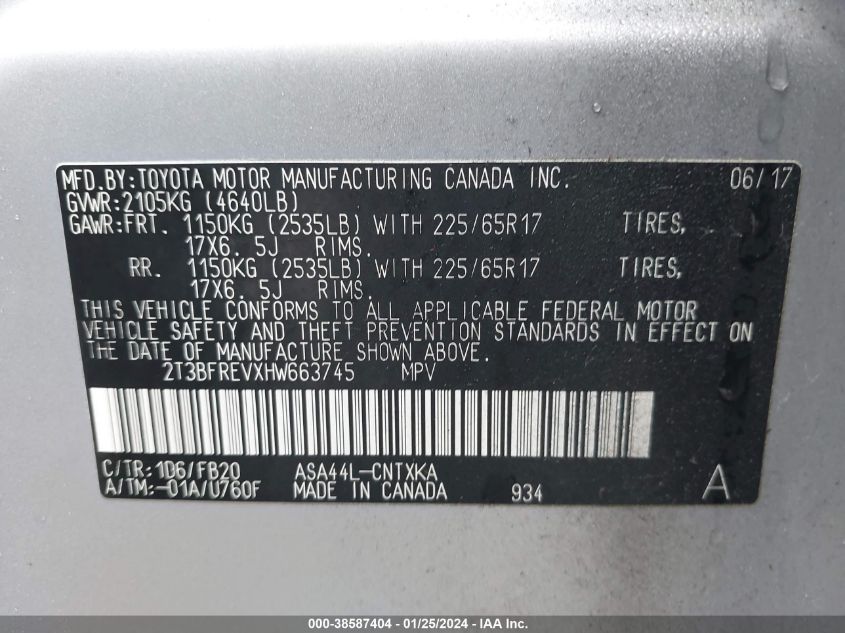 MFD.BY:TOYOTA MOTOR MANUFACTURING CANADA INC. 06/17
GVWR:2105KG (4640LB)
GAWR:FRT. 1150KG (2535LB) WITH 225/65R17 TIRES,
17X6. 5J RIMS.
RR. 1150KG (2535LB) WITH 225/65R17 TIRES,
17X6. 5J RIMS.
THIS VEHICLE CONFORMS TO ALL APPLICABLE FEDERAL MOTOR
VEHICLE SAFETY AND THEFT PREVENTION STANDARDS IN EFFECT ON
THE DATE OF MANUFACTURE SHOWN ABOVE.
2T3BFREVXHW663745 MPV
C/TR:1D6/FB20 ASA44L-CNTXKA
A/TM:-01A/U760F MADE IN CANADA 934 A
000-38587404 - 01/25/2024 - IAA Inc.